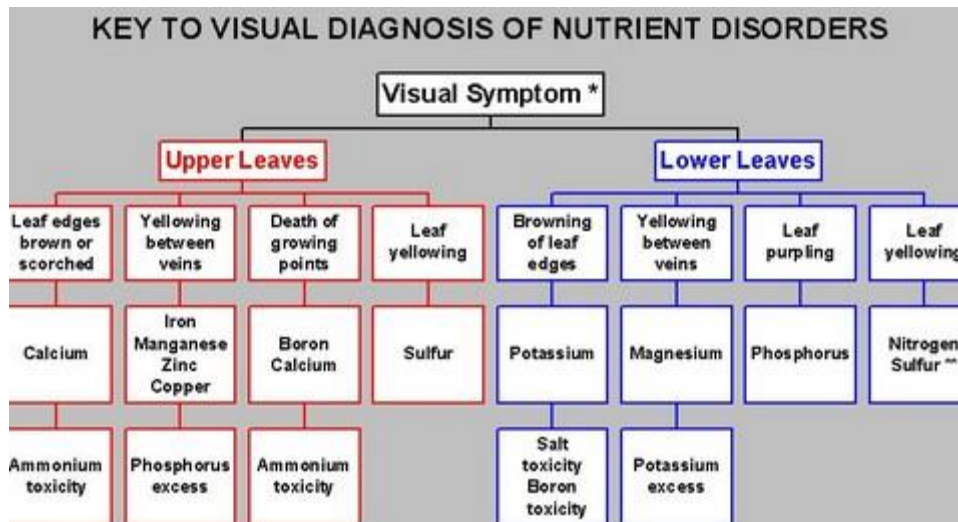 KEY TO VISUAL DIAGNOSIS OF NUTRIENT DISORDERS
Visual Symptom *
Upper Leaves
Lower Leaves
Leaf edges
brown or
scorched
Yellowing
between
veins
Death of
growing
points
Leaf
yellowing
Browning
of leaf
edges
Yellowing
between
veins
Leaf
purpling
Leaf
yellowing
Calcium
Iron
Manganese
Zinc
Copper
Boron
Calcium
Sulfur
Potassium
Magnesium
Phosphorus
Nitrogen
Sulfur **
Ammonium
toxicity
Phosphorus
excess
Ammonium
toxicity
Salt
toxicity
Boron
toxicity
Potassium
excess